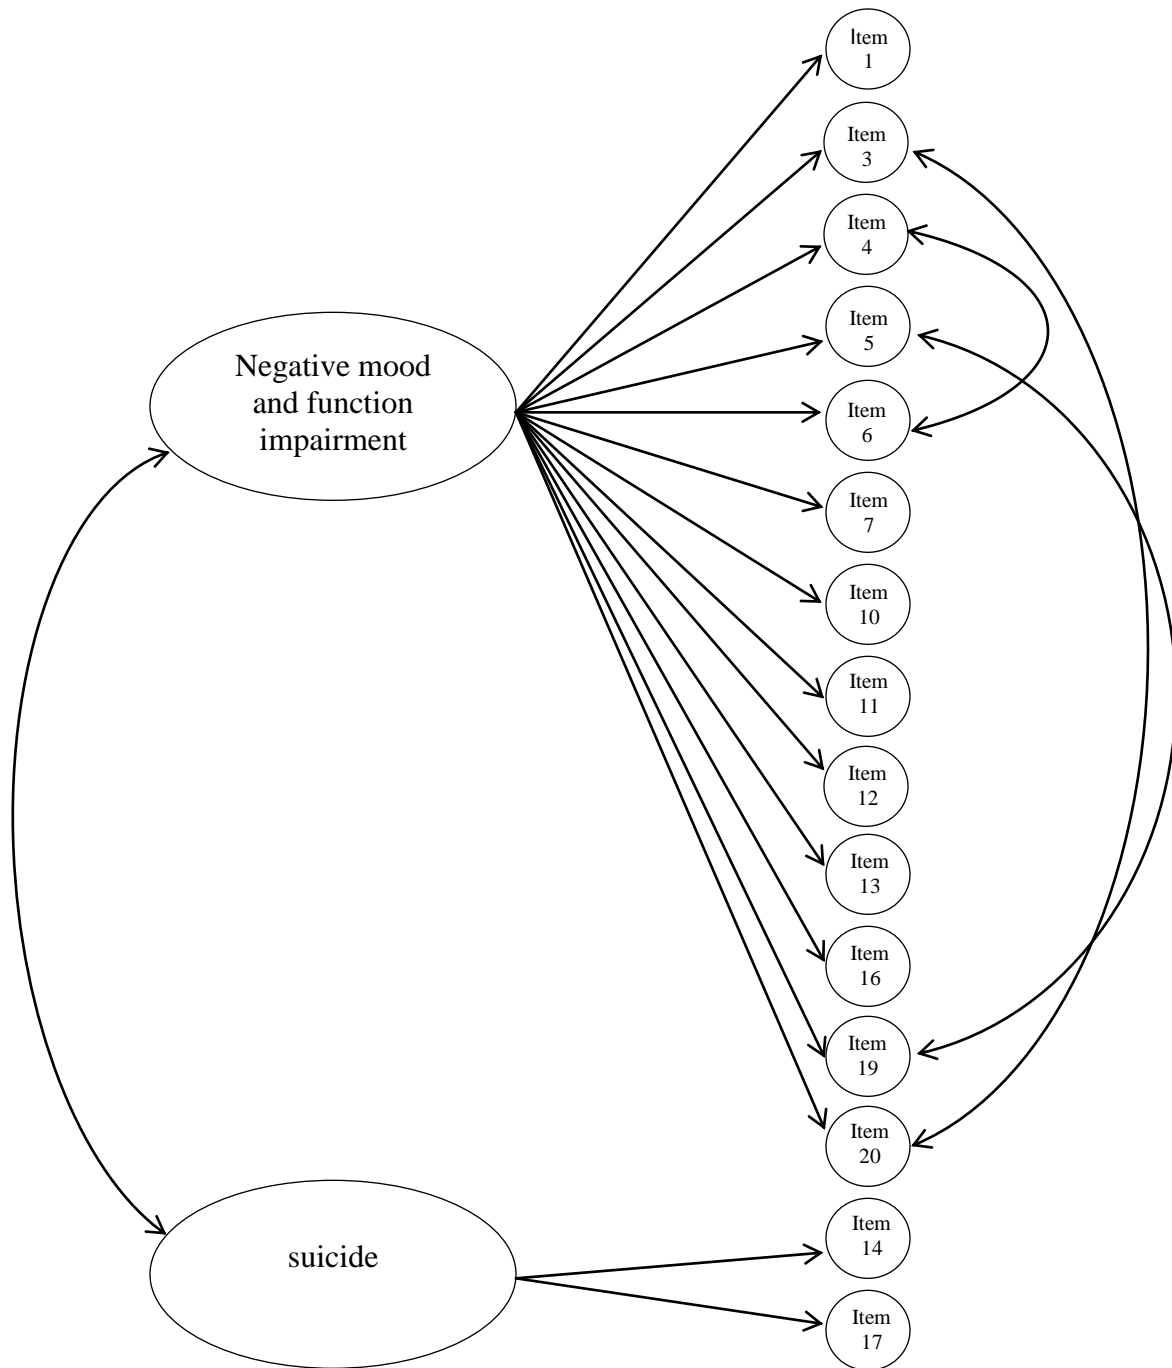 Item
1
Item
3
Item
4
Item
5
Item
6
Item
7
Item
10
Item
11
Item
12
Item
13
Item
16
Item
19
Item
20
Item
14
Item
17
Negative mood
and function
impairment
suicide